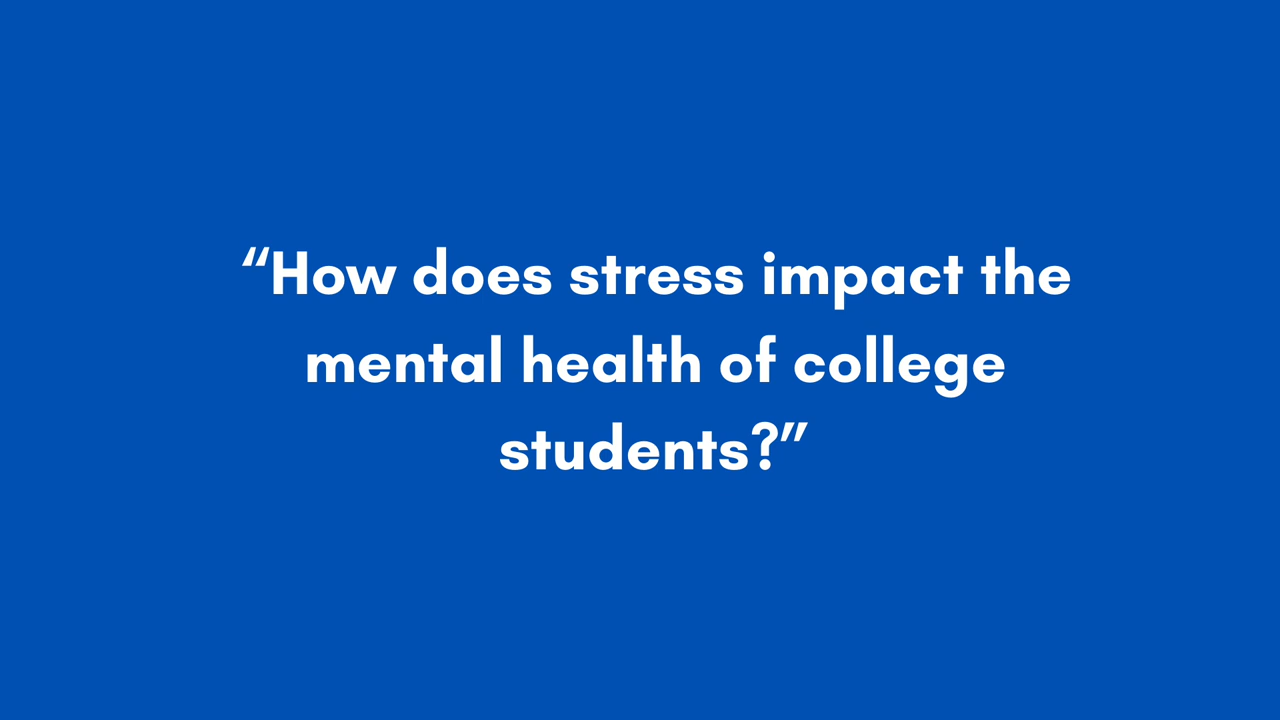 “How does stress impact the
mental health of college
students?”